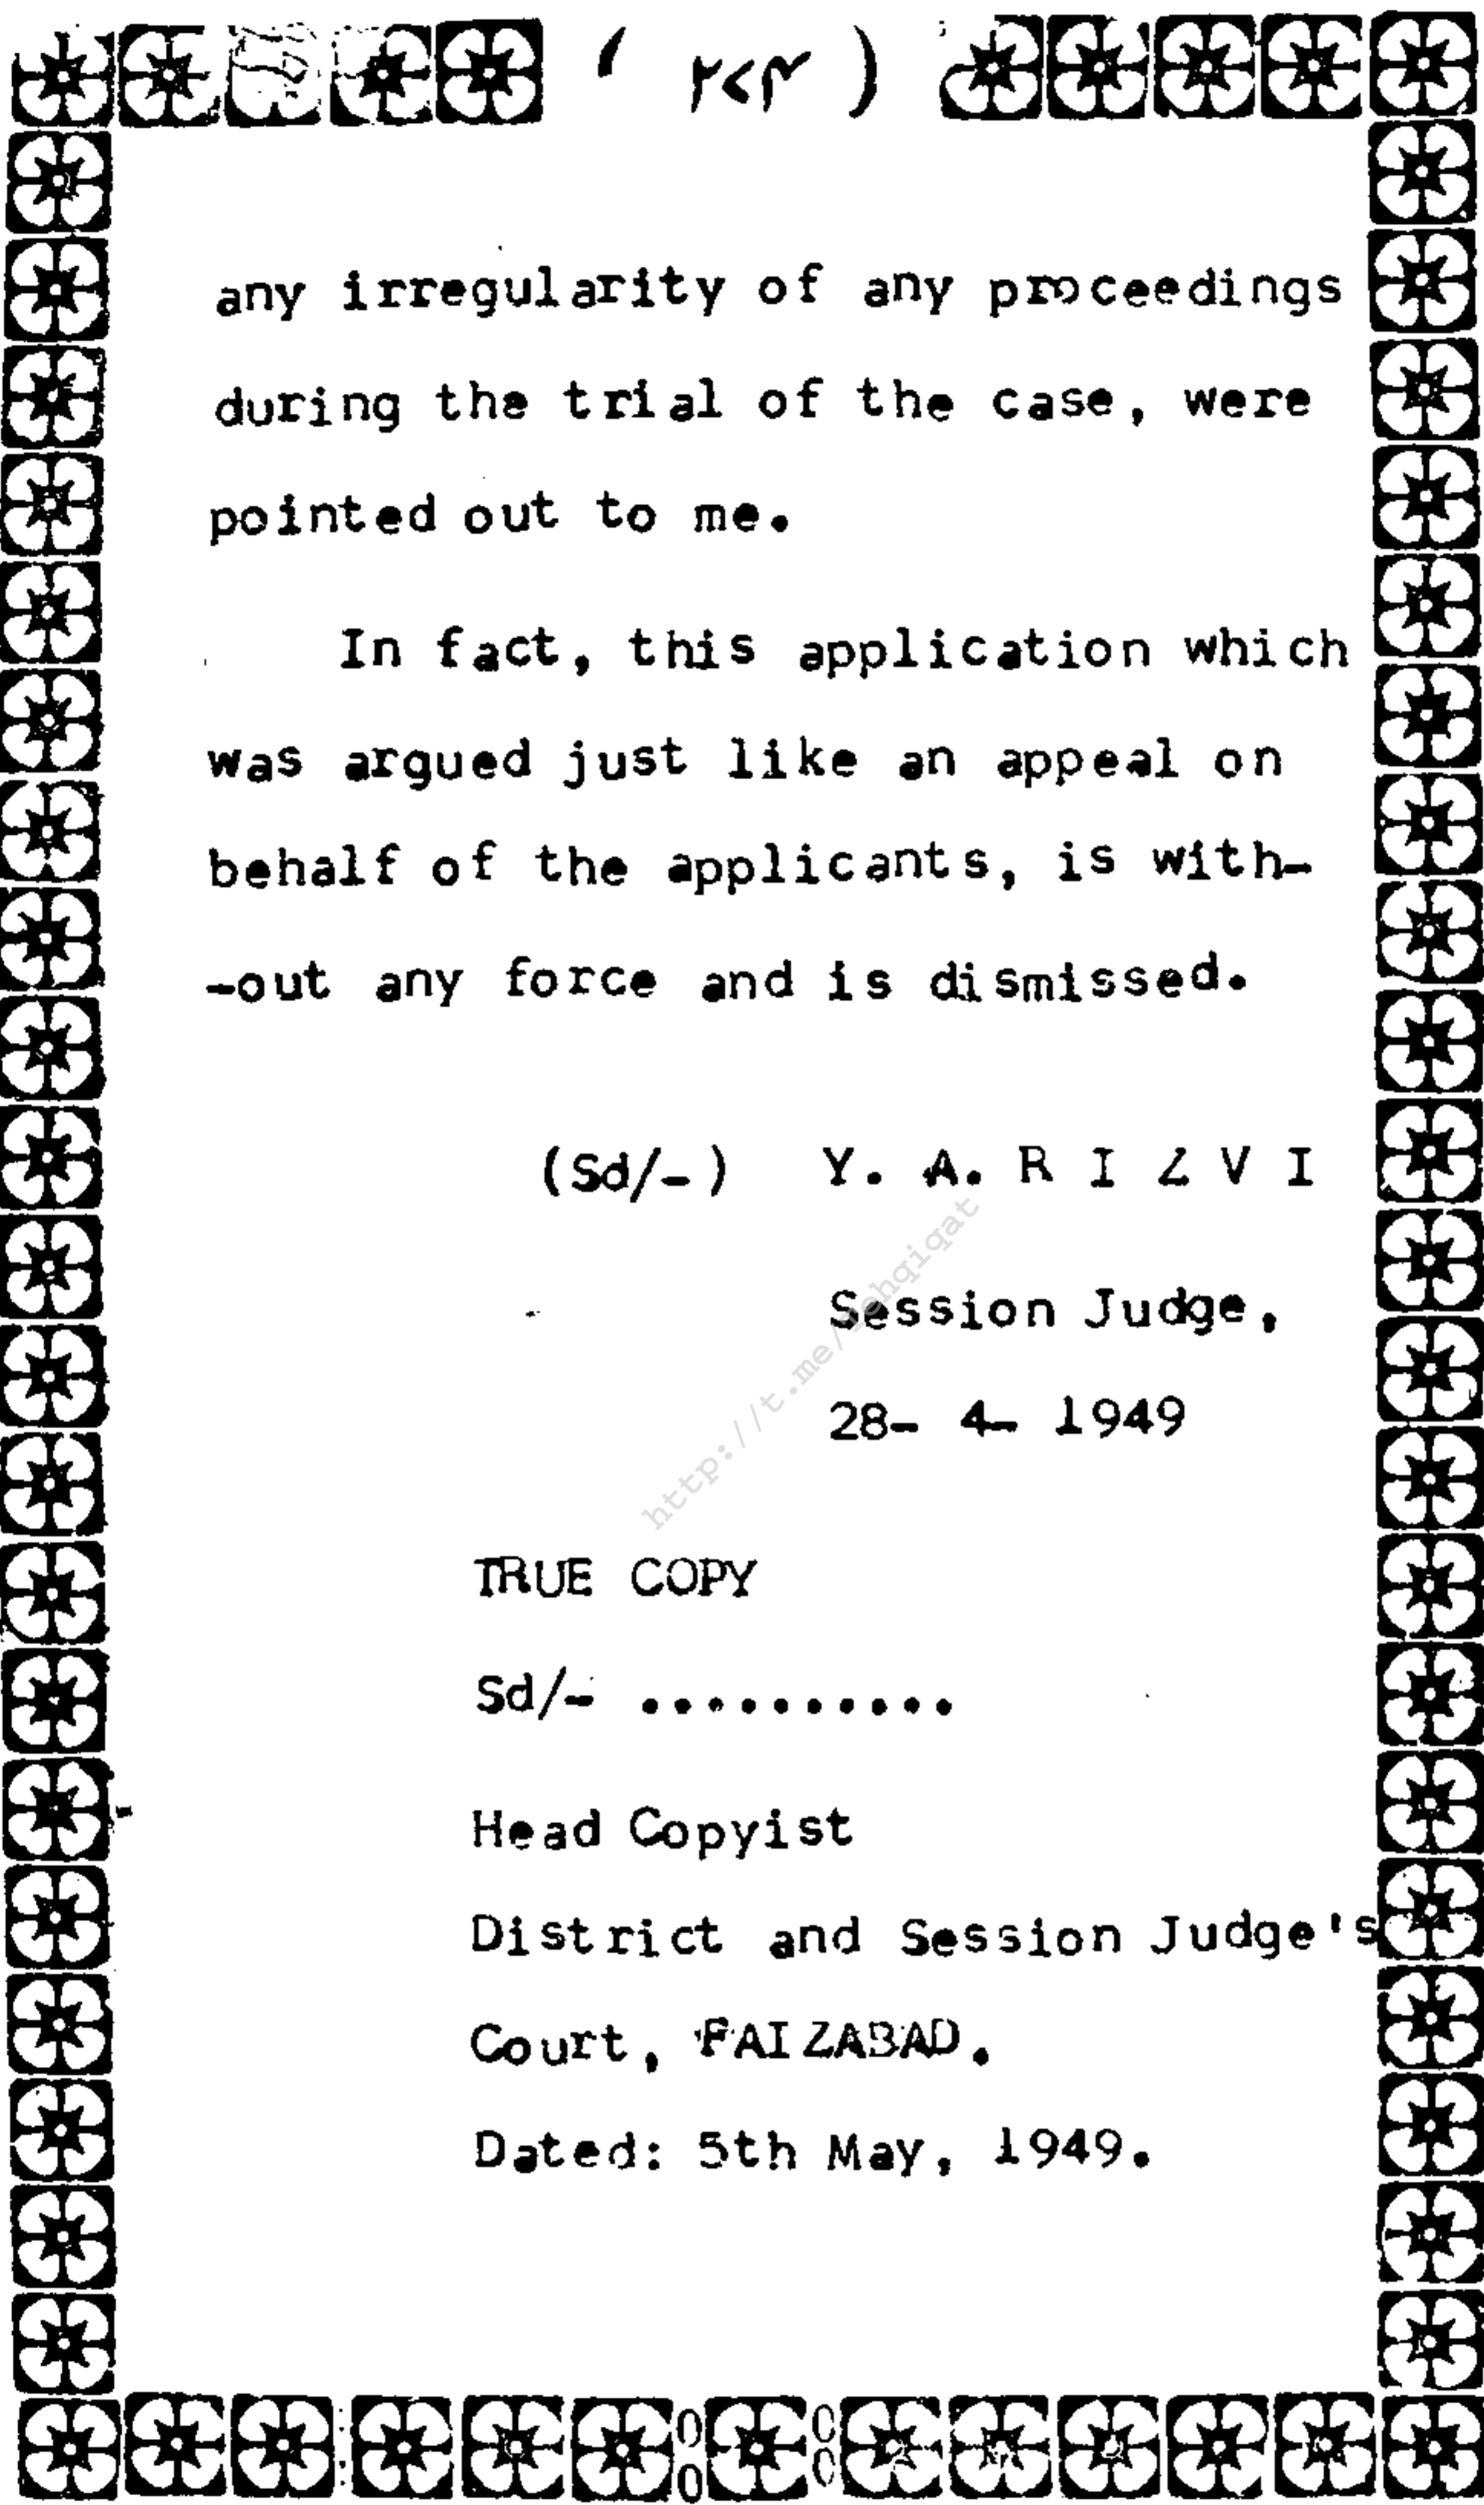 any irregularity of any proceedings
during the trial of the case, were
pointed out to me.
In fact, this application which
was argued just like an appeal on
behalf of the applicants, is with-
-out any force and is dismissed.
(Sd/-) Y. A. R I Z V I
Session Judge,
28- 4- 1949
http://t.me/Tehqiqat
TRUE COPY
Sd/- ..........
Head Copyist
District and Session Judge's
Court, FAIZABAD.
Dated: 5th May, 1949.